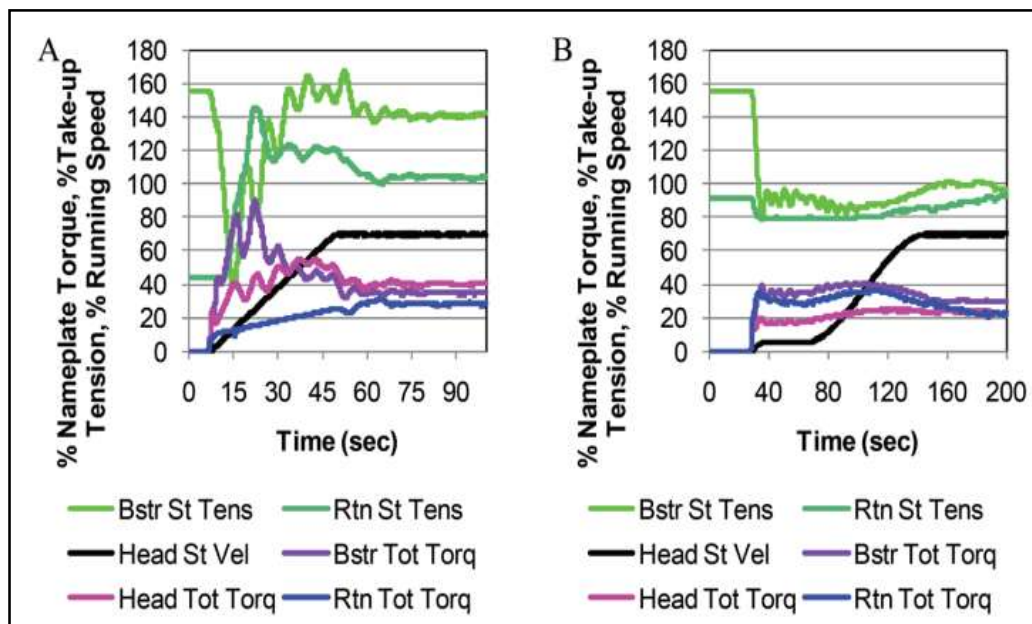 A
% Nameplate Torque, %Take-up
Tension, % Running Speed
180
160
140
120
100
80
60
40
20
0
0 15 30 45 60 75 90
Time (sec)
Bstr St Tens
Rtn St Tens
Head St Vel
Bstr Tot Torq
Head Tot Torq
Rtn Tot Torq
B
% Nameplate Torque, %Take-up
Tension, % Running Speed
180
160
140
120
100
80
60
40
20
0
0 40 80 120 160 200
Time (sec)
Bstr St Tens
Rtn St Tens
Head St Vel
Bstr Tot Torq
Head Tot Torq
Rtn Tot Torq